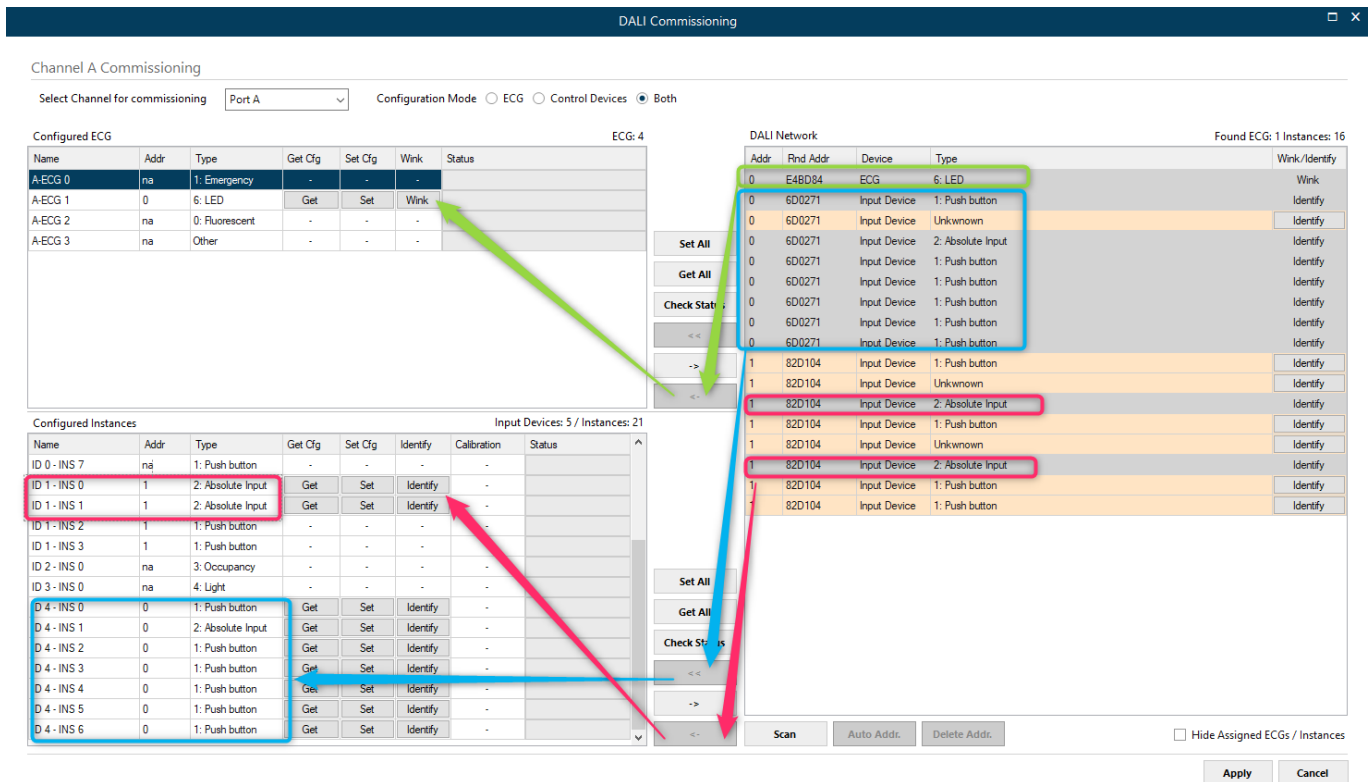 DALI Commissioning
Channel A Commissioning
Select Channel for commissioning Port A Configuration Mode ECG Control Devices Both
Configured ECG ECG: 4
Name Addr Type Get Cfg Set Cfg Wink Status
A-ECG 0 na 1: Emergency - - -
A-ECG 1 0 6: LED Get Set Wink
A-ECG 2 na 0: Fluorescent - - -
A-ECG 3 na Other - - -
Set All
Get All
Check Status
<<
->
<-
Configured Instances Input Devices: 5 / Instances: 21
Name Addr Type Get Cfg Set Cfg Identify Calibration Status
ID 0 - INS 7 na 1: Push button - - - -
ID 1 - INS 0 1 2: Absolute Input Get Set Identify -
ID 1 - INS 1 1 2: Absolute Input Get Set Identify -
ID 1 - INS 2 1 1: Push button - - - -
ID 1 - INS 3 1 1: Push button - - - -
ID 2 - INS 0 na 3: Occupancy - - - -
ID 3 - INS 0 na 4: Light - - - -
D 4 - INS 0 0 1: Push button Get Set Identify -
D 4 - INS 1 0 2: Absolute Input Get Set Identify -
D 4 - INS 2 0 1: Push button Get Set Identify -
D 4 - INS 3 0 1: Push button Get Set Identify -
D 4 - INS 4 0 1: Push button Get Set Identify -
D 4 - INS 5 0 1: Push button Get Set Identify -
D 4 - INS 6 0 1: Push button Get Set Identify -
Set All
Get All
Check Status
<<
->
<-
DALI Network Found ECG: 1 Instances: 16
Addr Rnd Addr Device Type Wink/Identify
0 E4BD84 ECG 6: LED Wink
0 6D0271 Input Device 1: Push button Identify
0 6D0271 Input Device Unkwnown Identify
0 6D0271 Input Device 2: Absolute Input Identify
0 6D0271 Input Device 1: Push button Identify
0 6D0271 Input Device 1: Push button Identify
0 6D0271 Input Device 1: Push button Identify
0 6D0271 Input Device 1: Push button Identify
0 6D0271 Input Device 1: Push button Identify
1 82D104 Input Device 1: Push button Identify
1 82D104 Input Device Unkwnown Identify
1 82D104 Input Device 2: Absolute Input Identify
1 82D104 Input Device 1: Push button Identify
1 82D104 Input Device Unkwnown Identify
1 82D104 Input Device 2: Absolute Input Identify
1 82D104 Input Device 1: Push button Identify
1 82D104 Input Device 1: Push button Identify
Scan Auto Addr. Delete Addr. Hide Assigned ECGs / Instances
Apply Cancel